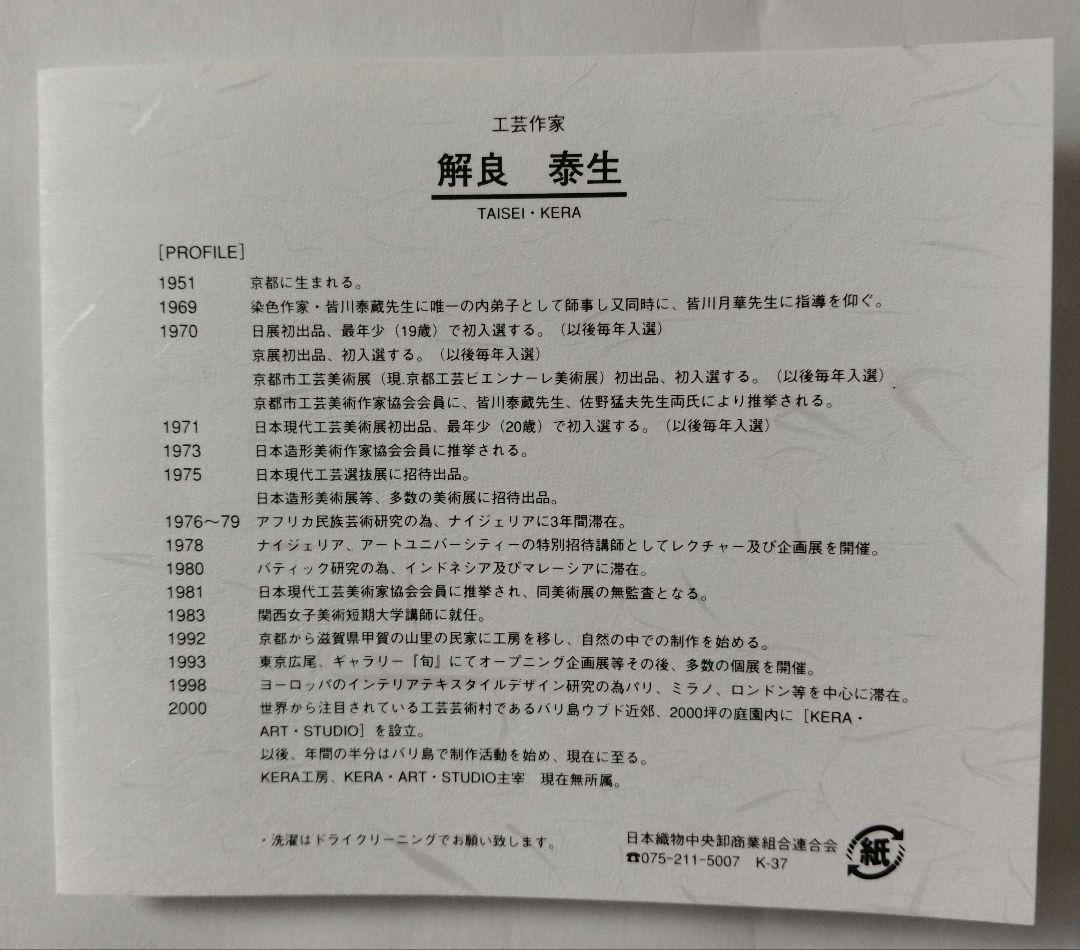 工芸作家
解良　泰生
TAISEI・KERA
［PROFILE］
1951　京都に生まれる。
1969　染色作家・皆川泰蔵先生に唯一の内弟子として師事し又同時に、皆川月華先生に指導を仰ぐ。
1970　日展初出品、最年少（19歳）で初入選する。（以後毎年入選）
京展初出品、初入選する。（以後毎年入選）
京都市工芸美術展（現.京都工芸ビエンナーレ美術展）初出品、初入選する。（以後毎年入選）
京都市工芸美術作家協会会員に、皆川泰蔵先生、佐野猛夫先生両氏により推挙される。
1971　日本現代工芸美術展初出品、最年少（20歳）で初入選する。（以後毎年入選）
1973　日本造形美術作家協会会員に推挙される。
1975　日本現代工芸選抜展に招待出品。
日本造形美術展等、多数の美術展に招待出品。
1976〜79　アフリカ民族芸術研究の為、ナイジェリアに3年間滞在。
1978　ナイジェリア、アートユニバーシティーの特別招待講師としてレクチャー及び企画展を開催。
1980　バティック研究の為、インドネシア及びマレーシアに滞在。
1981　日本現代工芸美術家協会会員に推挙され、同美術展の無監査となる。
1983　関西女子美術短期大学講師に就任。
1992　京都から滋賀県甲賀の山里の民家に工房を移し、自然の中での制作を始める。
1993　東京広尾、ギャラリー『旬』にてオープニング企画展等その後、多数の個展を開催。
1998　ヨーロッパのインテリアテキスタイルデザイン研究の為パリ、ミラノ、ロンドン等を中心に滞在。
2000　世界から注目されている工芸芸術村であるバリ島ウブド近郊、2000坪の庭園内に［KERA・
ART・STUDIO］を設立。
以後、年間の半分はバリ島で制作活動を始め、現在に至る。
KERA工房、KERA・ART・STUDIO主宰　現在無所属。
・洗濯はドライクリーニングでお願い致します。
日本織物中央卸商業組合連合会
☎075-211-5007　K-37
紙